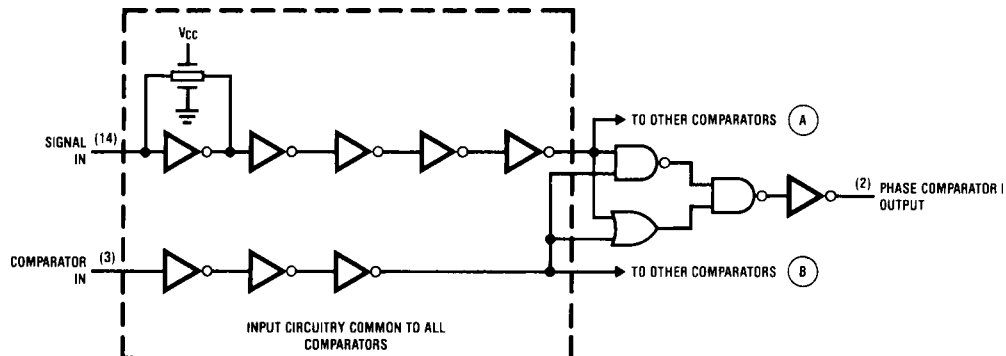 VCC
SIGNAL (14)
IN
TO OTHER COMPARATORS A
(2) PHASE COMPARATOR I
OUTPUT
COMPARATOR (3)
IN
TO OTHER COMPARATORS B
INPUT CIRCUITRY COMMON TO ALL
COMPARATORS